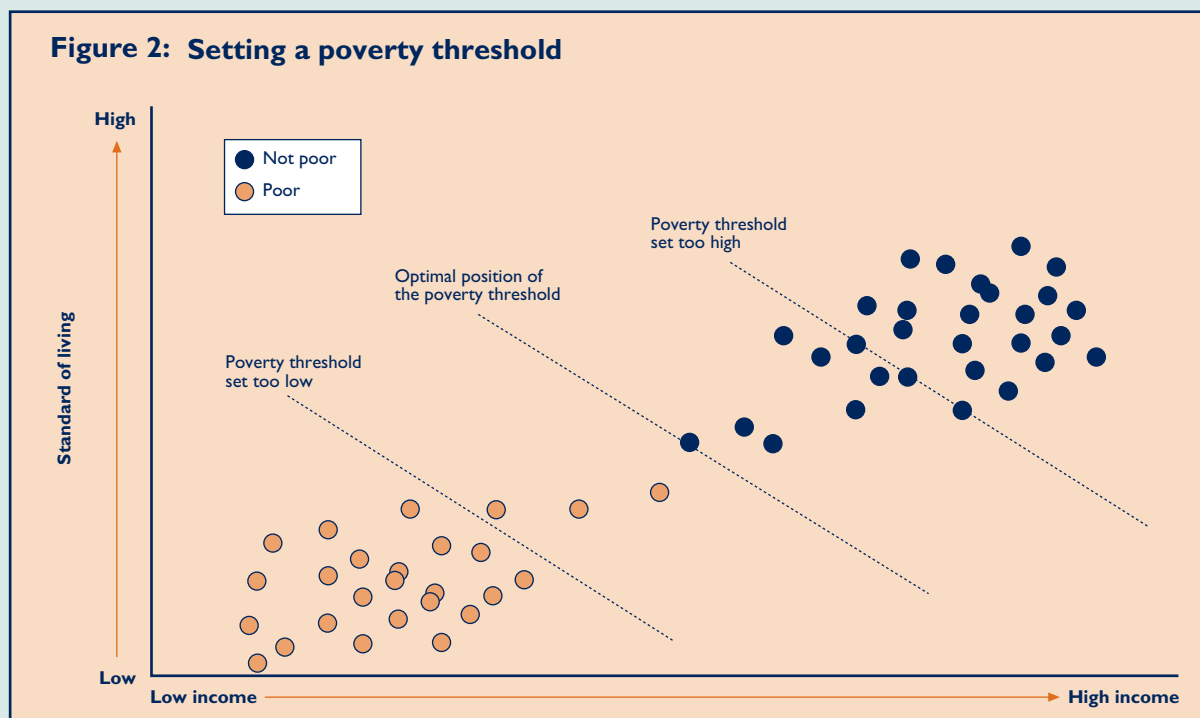 Figure 2: Setting a poverty threshold
High
Not poor
Poor
Poverty threshold
set too high
Optimal position of
the poverty threshold
Poverty threshold
set too low
Standard of living
Low
Low income
High income